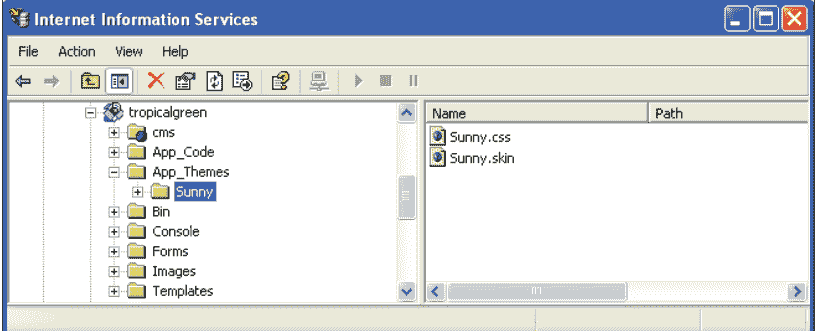 Internet Information Services
File Action View Help
tropicalgreen
cms
App_Code
App_Themes
Sunny
Bin
Console
Forms
Images
Templates
Name Path
Sunny.css
Sunny.skin